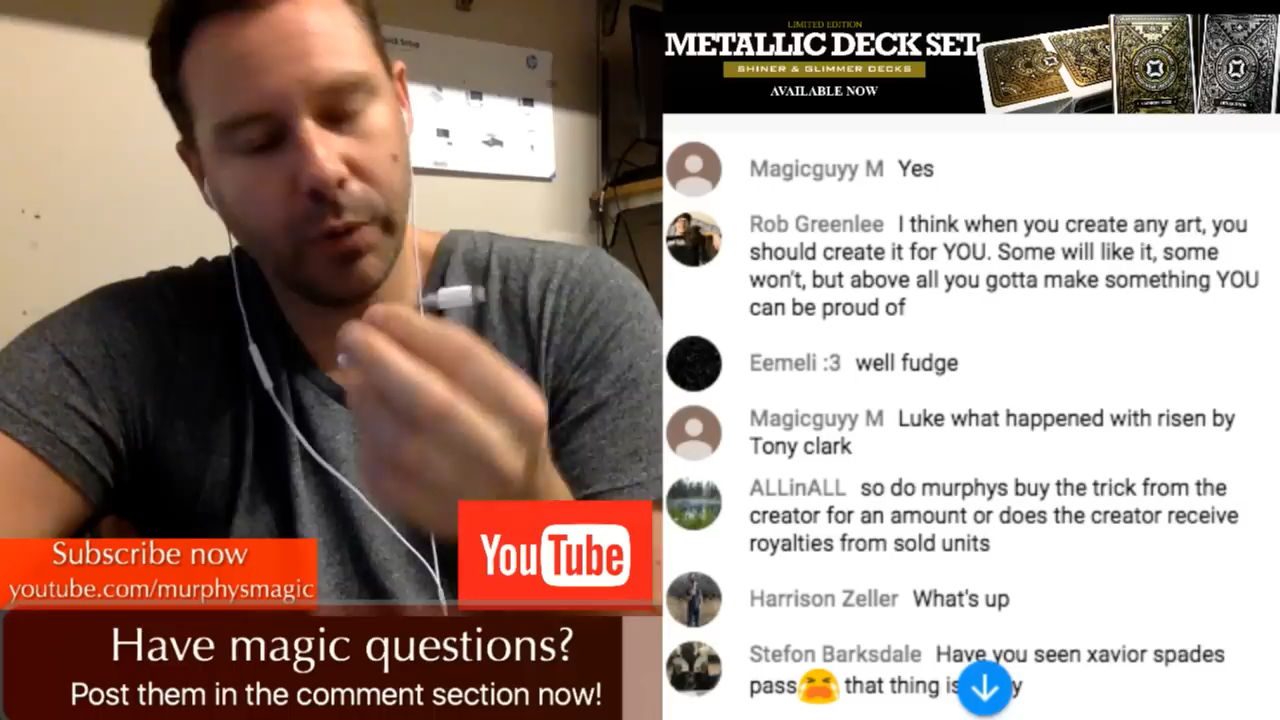 LIMITED EDITION
METALLIC DECK SET
SHINER & GLIMMER DECKS
AVAILABLE NOW
Magicguyy M Yes
Rob Greenlee I think when you create any art, you
should create it for YOU. Some will like it, some
won't, but above all you gotta make something YOU
can be proud of
Eemeli :3 well fudge
Magicguyy M Luke what happened with risen by
Tony clark
ALLinALL so do murphys buy the trick from the
creator for an amount or does the creator receive
royalties from sold units
Harrison Zeller What's up
Stefon Barksdale Have you seen xavior spades
pass that thing is
Setup
hp
Subscribe now
youtube.com/murphysmagic
YouTube
Have magic questions?
Post them in the comment section now!